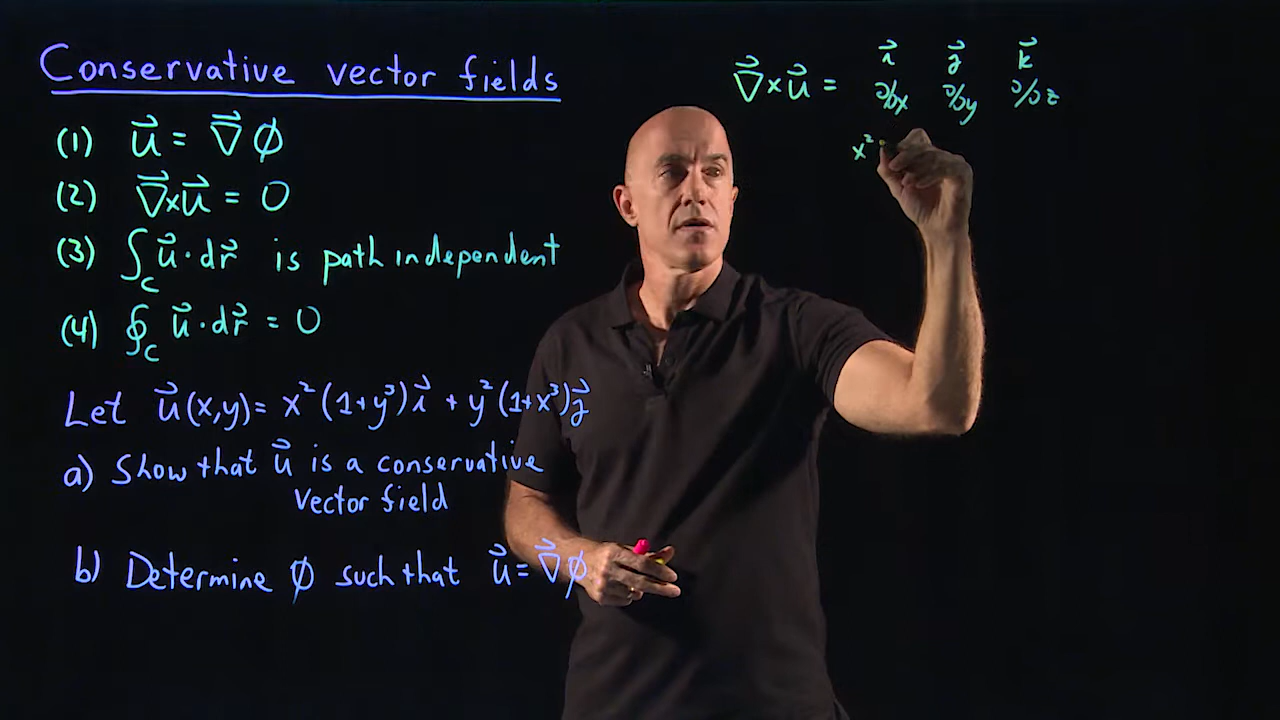 Conservative vector fields
(1) u⃗ = ∇⃗ ϕ
(2) ∇⃗×u⃗ = 0
(3) ∫_C u⃗·dr⃗ is path independent
(4) ∮_C u⃗·dr⃗ = 0
Let u⃗(x,y) = x²(1+y³)i⃗ + y²(1+x³)j⃗
a) Show that u⃗ is a conservative
vector field
b) Determine ϕ such that u⃗ = ∇⃗ϕ
i⃗ j⃗ k⃗
∇⃗×u⃗ = ∂/∂x ∂/∂y ∂/∂z
x²